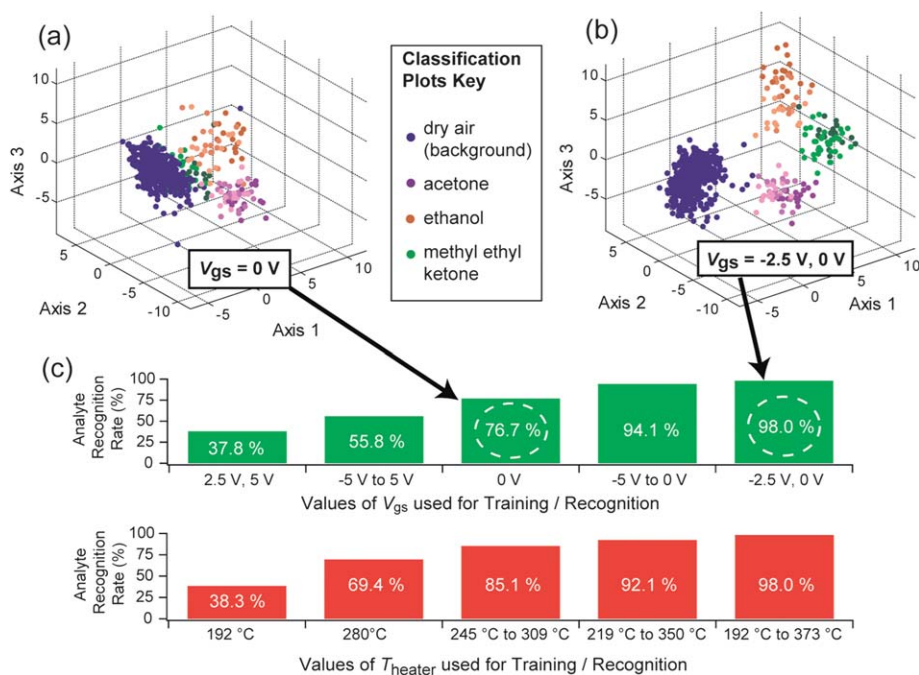 (a)
10
5
0
-5
Axis 3
5
0
-5
-10
Axis 2
-5
0
5
10
Axis 1
Vgs = 0 V
Classification
Plots Key
dry air
(background)
acetone
ethanol
methyl ethyl
ketone
(b)
10
5
0
-5
Axis 3
5
0
-5
-10
Axis 2
-5
0
5
10
Axis 1
Vgs = -2.5 V, 0 V
(c)
Analyte
Recognition
Rate (%)
100
75
50
25
0
37.8 %
55.8 %
76.7 %
94.1 %
98.0 %
2.5 V, 5 V
-5 V to 5 V
0 V
-5 V to 0 V
-2.5 V, 0 V
Values of Vgs used for Training / Recognition
Analyte
Recognition
Rate (%)
100
75
50
25
0
38.3 %
69.4 %
85.1 %
92.1 %
98.0 %
192 °C
280°C
245 °C to 309 °C
219 °C to 350 °C
192 °C to 373 °C
Values of Theater used for Training / Recognition